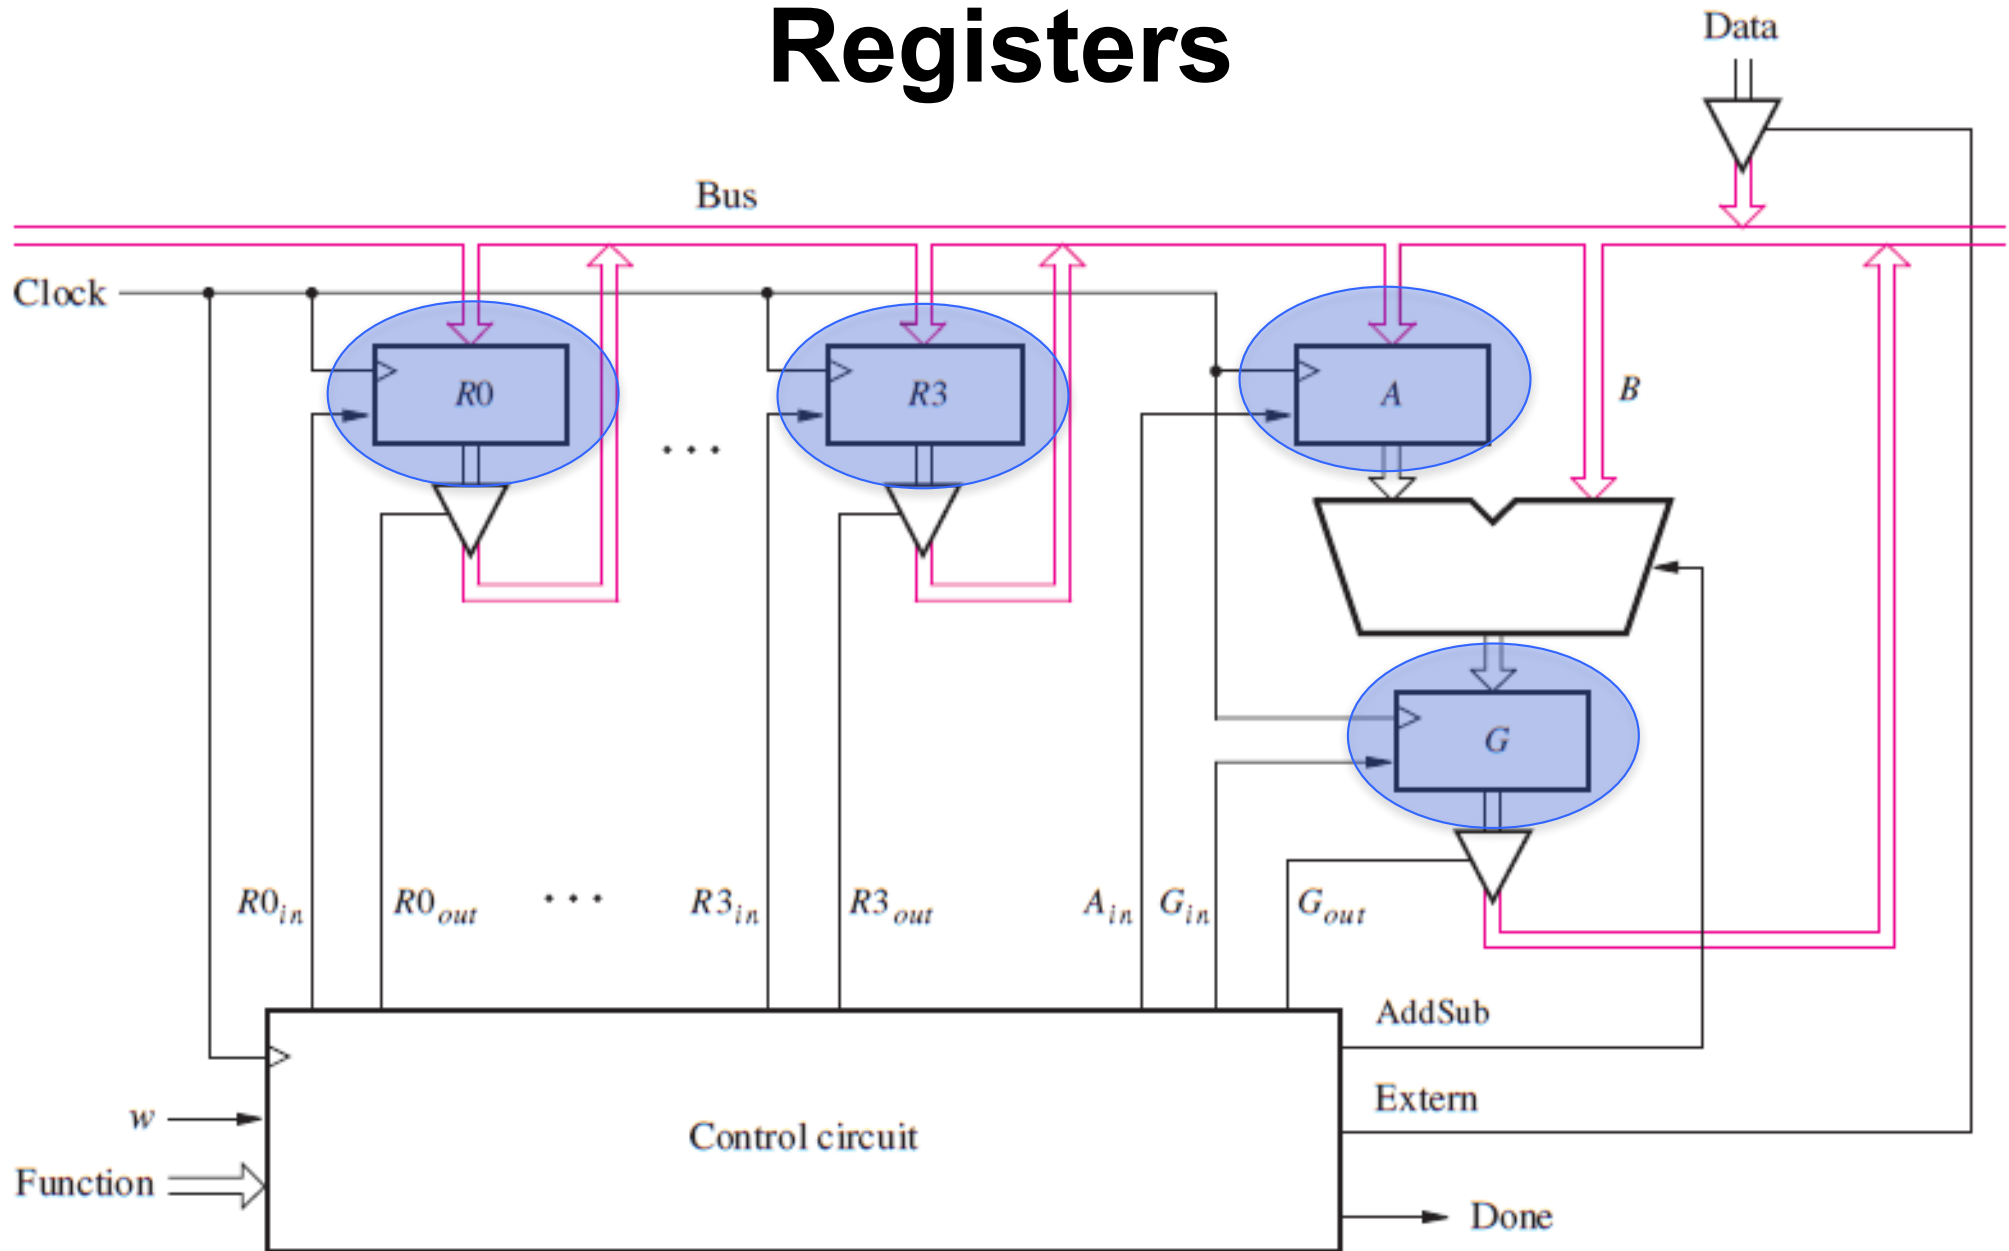 Registers
Data
Bus
Clock
R0
R3
A
B
...
G
R0in
R0out
...
R3in
R3out
Ain
Gin
Gout
AddSub
Extern
w
Control circuit
Function
Done